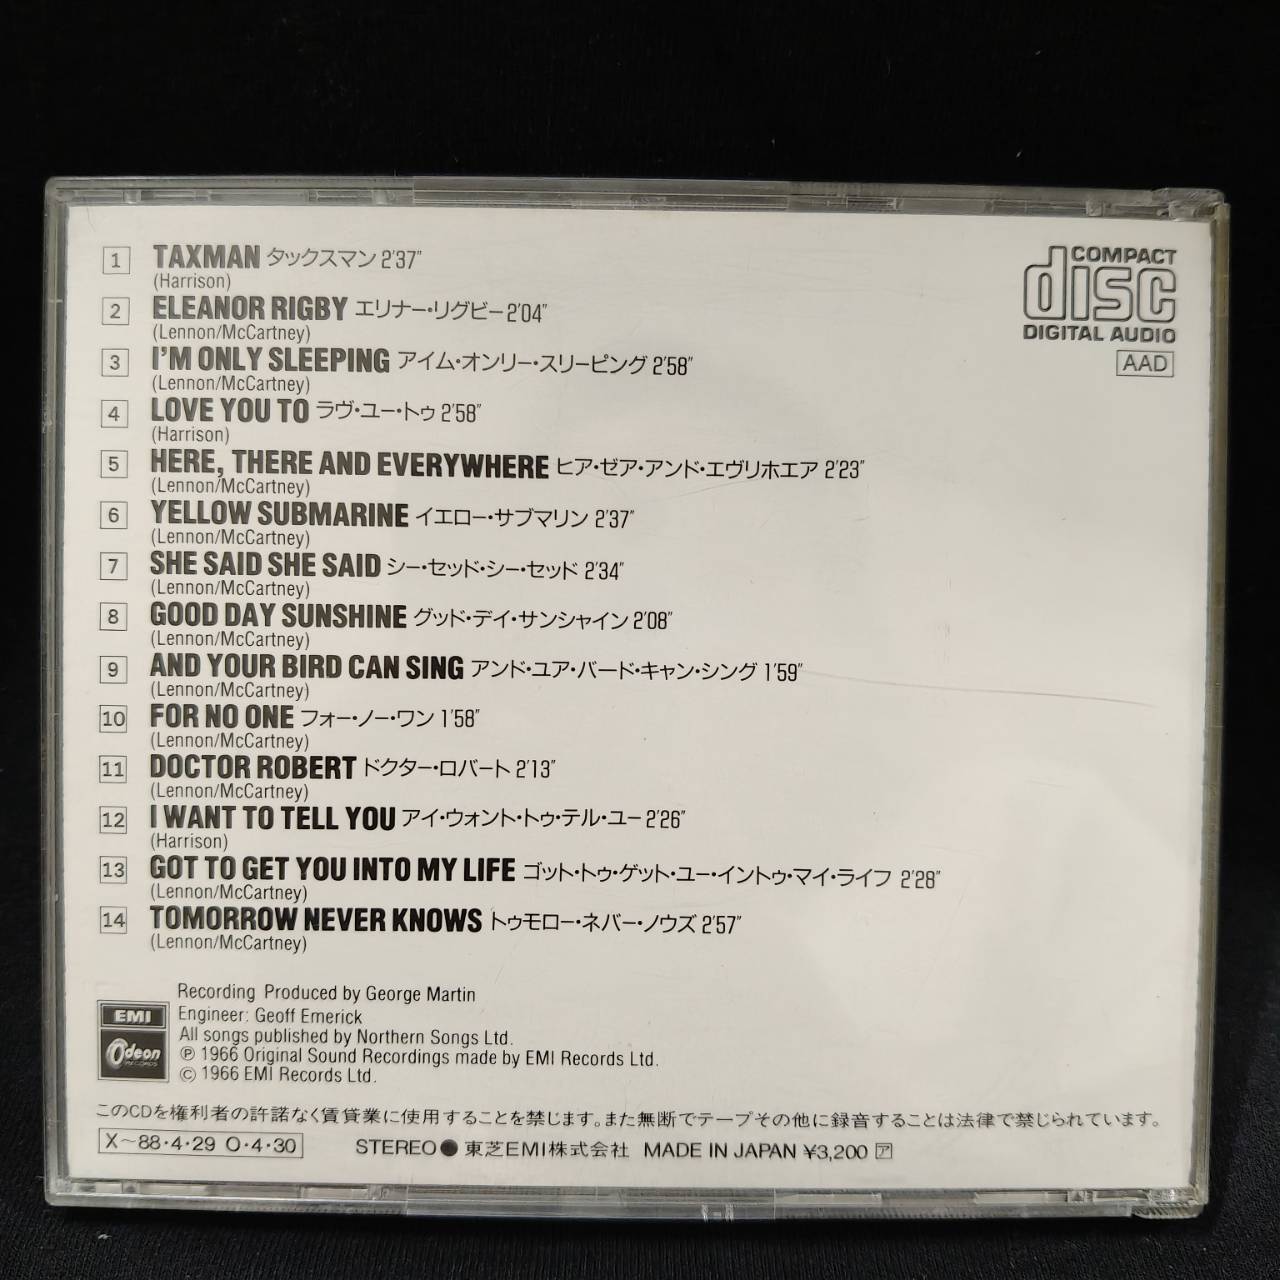 1 TAXMAN タックスマン 2'37"
(Harrison)
2 ELEANOR RIGBY エリナー・リグビー 2'04"
(Lennon/McCartney)
3 I'M ONLY SLEEPING アイム・オンリー・スリーピング 2'58"
(Lennon/McCartney)
4 LOVE YOU TO ラヴ・ユー・トゥ 2'58"
(Harrison)
5 HERE, THERE AND EVERYWHERE ヒア・ゼア・アンド・エヴリホエア 2'23"
(Lennon/McCartney)
6 YELLOW SUBMARINE イエロー・サブマリン 2'37"
(Lennon/McCartney)
7 SHE SAID SHE SAID シー・セッド・シー・セッド 2'34"
(Lennon/McCartney)
8 GOOD DAY SUNSHINE グッド・デイ・サンシャイン 2'08"
(Lennon/McCartney)
9 AND YOUR BIRD CAN SING アンド・ユア・バード・キャン・シング 1'59"
(Lennon/McCartney)
10 FOR NO ONE フォー・ノー・ワン 1'58"
(Lennon/McCartney)
11 DOCTOR ROBERT ドクター・ロバート 2'13"
(Lennon/McCartney)
12 I WANT TO TELL YOU アイ・ウォント・トゥ・テル・ユー 2'26"
(Harrison)
13 GOT TO GET YOU INTO MY LIFE ゴット・トゥ・ゲット・ユー・イントゥ・マイ・ライフ 2'28"
(Lennon/McCartney)
14 TOMORROW NEVER KNOWS トゥモロー・ネバー・ノウズ 2'57"
(Lennon/McCartney)
COMPACT
disc
DIGITAL AUDIO
AAD
Recording Produced by George Martin
Engineer: Geoff Emerick
All songs published by Northern Songs Ltd.
℗ 1966 Original Sound Recordings made by EMI Records Ltd.
© 1966 EMI Records Ltd.
EMI
Odeon
RECORDS
このCDを権利者の許諾なく賃貸業に使用することを禁じます。また無断でテープその他に録音することは法律で禁じられています。
X〜88・4・29 O・4・30 STEREO● 東芝EMI株式会社 MADE IN JAPAN ¥3,200 ア